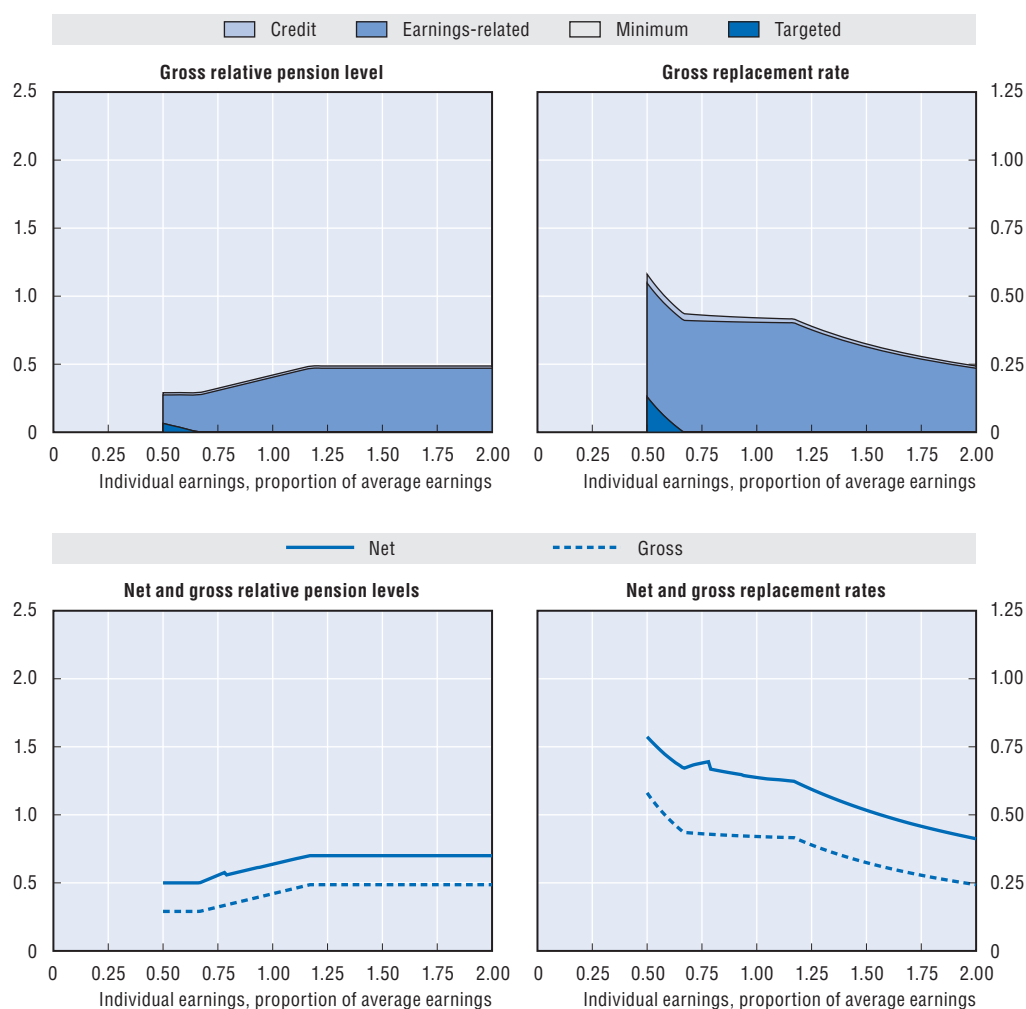 Credit Earnings-related Minimum Targeted
Gross relative pension level
2.5
2.0
1.5
1.0
0.5
0
0 0.25 0.50 0.75 1.00 1.25 1.50 1.75 2.00
Individual earnings, proportion of average earnings
Gross replacement rate
1.25
1.00
0.75
0.50
0.25
0
0 0.25 0.50 0.75 1.00 1.25 1.50 1.75 2.00
Individual earnings, proportion of average earnings
Net Gross
Net and gross relative pension levels
2.5
2.0
1.5
1.0
0.5
0
0 0.25 0.50 0.75 1.00 1.25 1.50 1.75 2.00
Individual earnings, proportion of average earnings
Net and gross replacement rates
1.25
1.00
0.75
0.50
0.25
0
0 0.25 0.50 0.75 1.00 1.25 1.50 1.75 2.00
Individual earnings, proportion of average earnings